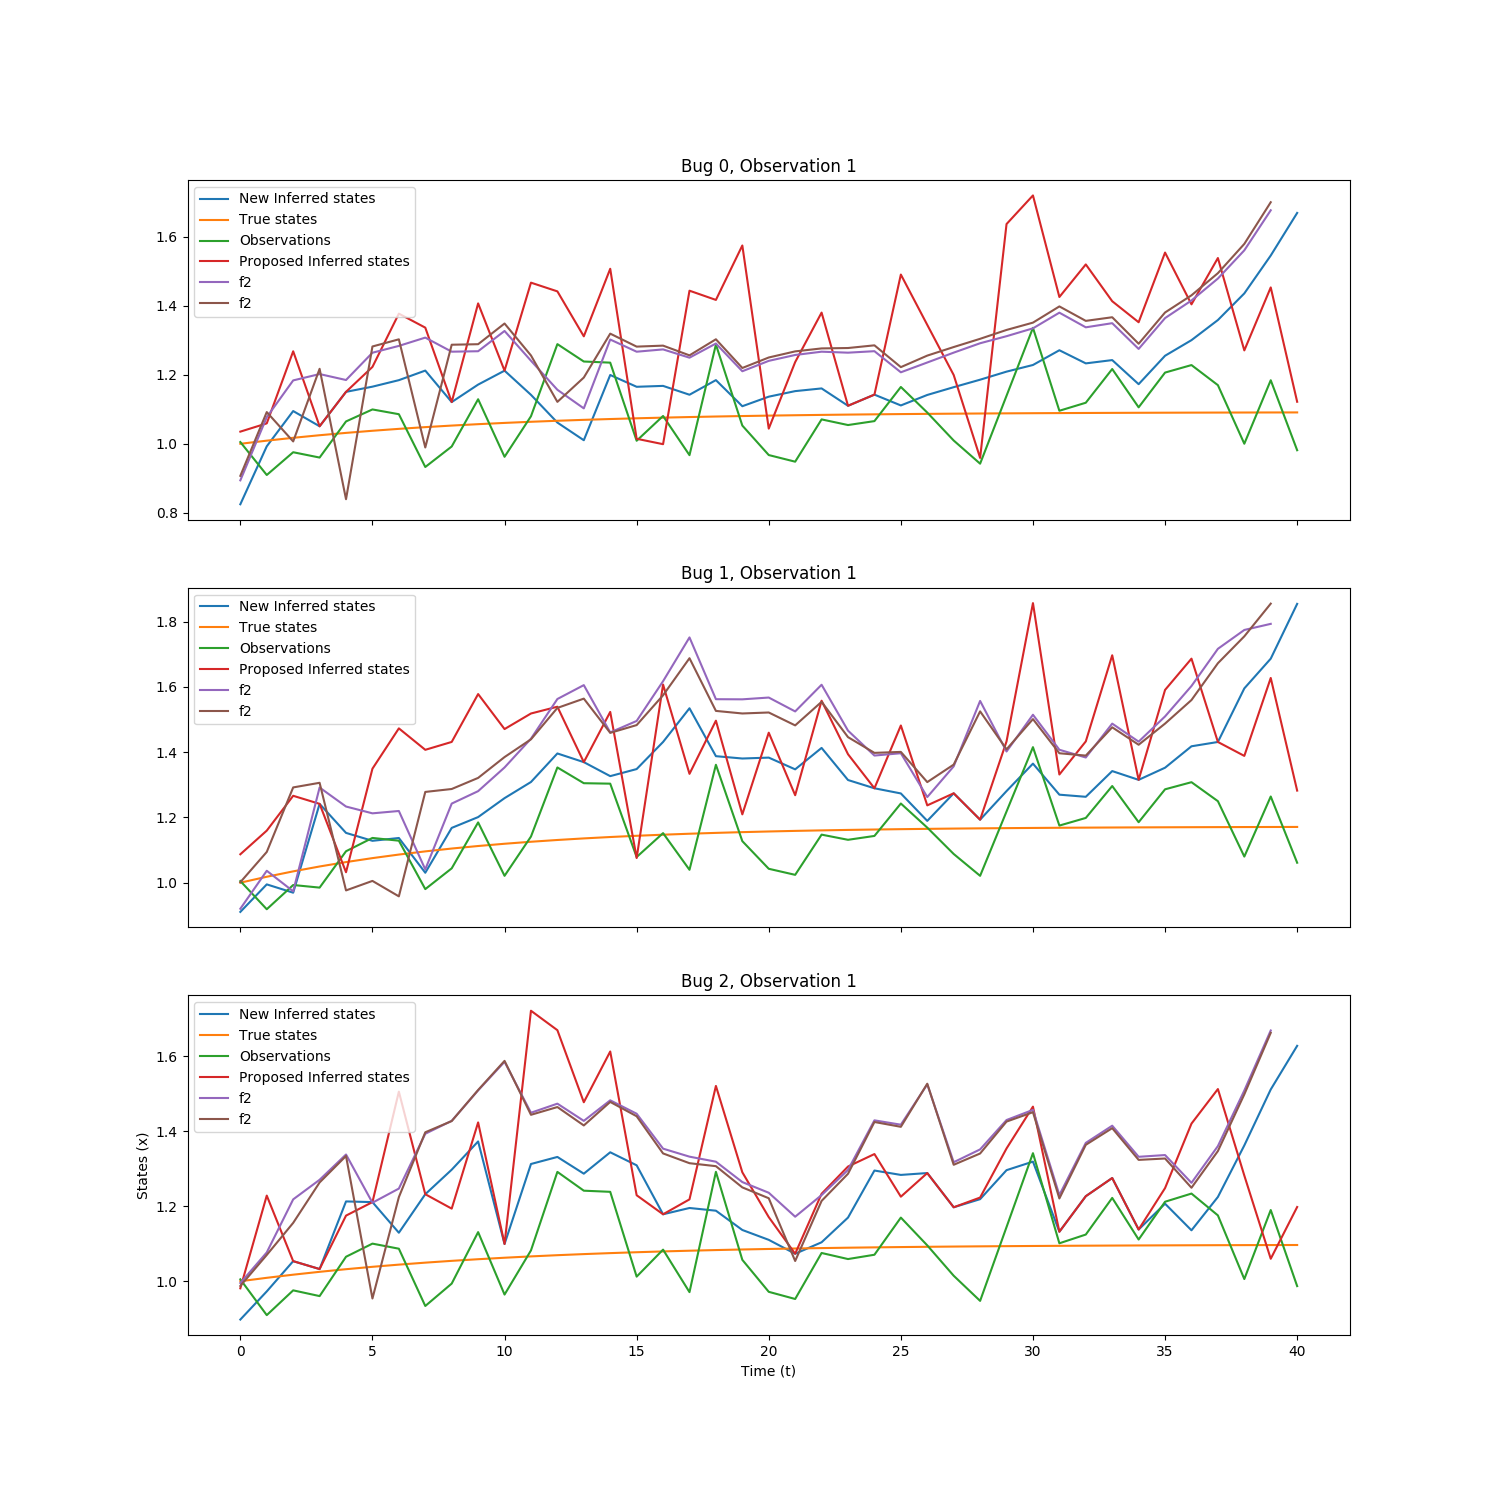 Bug 0, Observation 1
New Inferred states
True states
Observations
Proposed Inferred states
f2
f2
1.6
1.4
1.2
1.0
0.8
Bug 1, Observation 1
New Inferred states
True states
Observations
Proposed Inferred states
f2
f2
1.8
1.6
1.4
1.2
1.0
Bug 2, Observation 1
New Inferred states
True states
Observations
Proposed Inferred states
f2
f2
1.6
1.4
1.2
1.0
States (x)
0 5 10 15 20 25 30 35 40
Time (t)